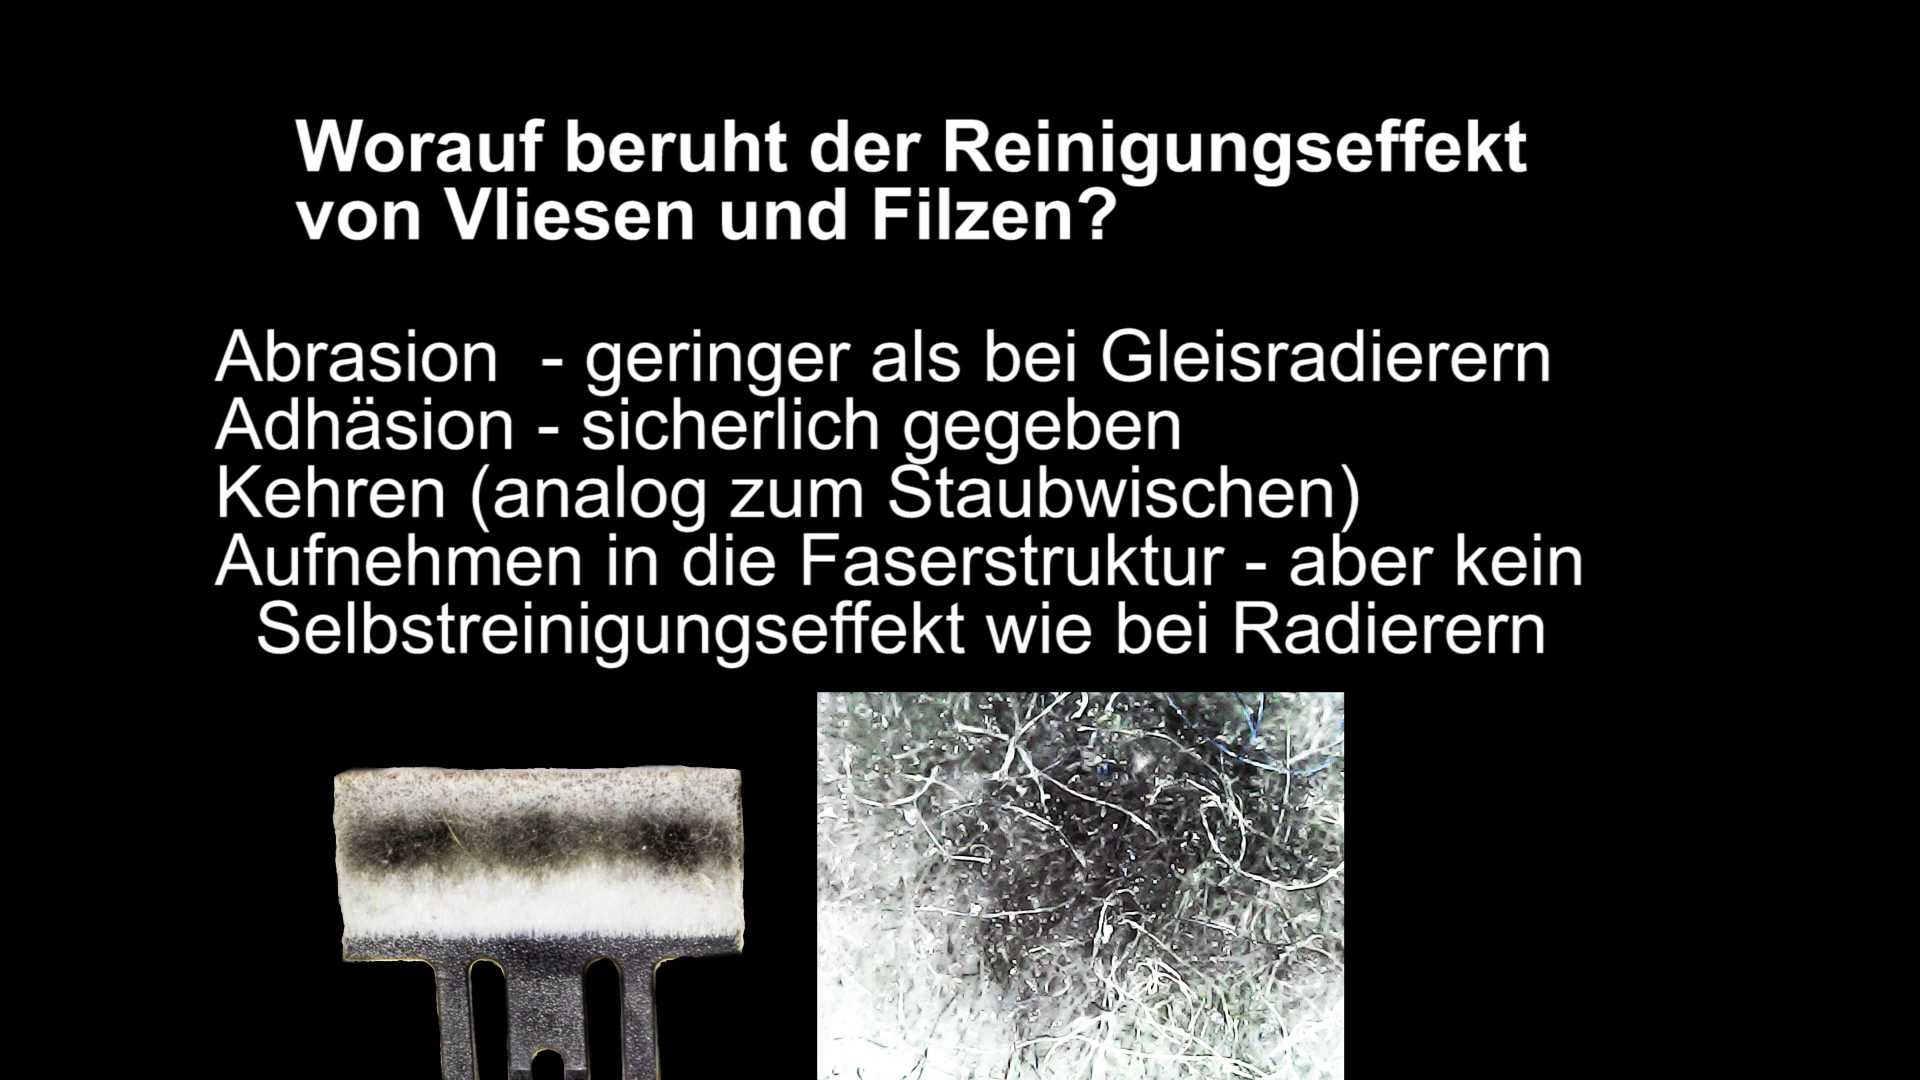 Worauf beruht der Reinigungseffekt
von Vliesen und Filzen?
Abrasion - geringer als bei Gleisradierern
Adhäsion - sicherlich gegeben
Kehren (analog zum Staubwischen)
Aufnehmen in die Faserstruktur - aber kein
Selbstreinigungseffekt wie bei Radierern